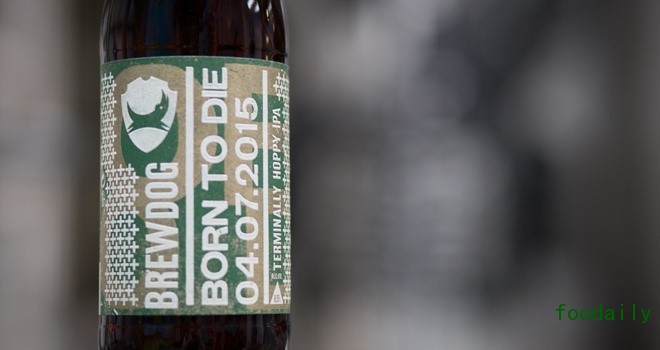 BREWDOG
BORN TO DIE
04.07.2015
TERMINALLY HOPPY IPA
foodaily